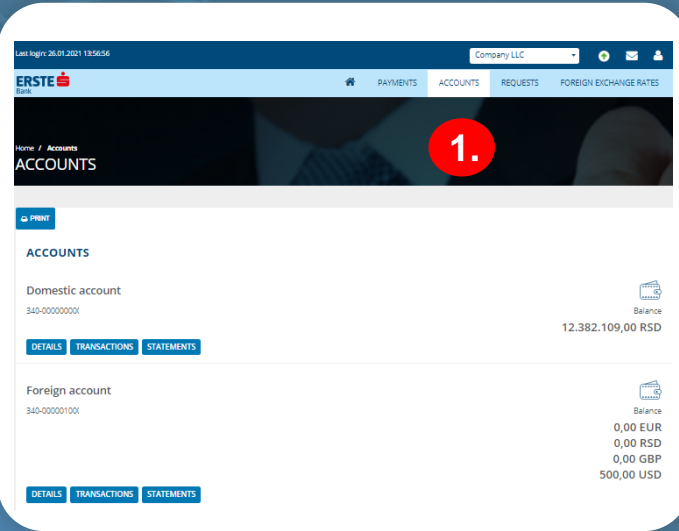 Last login: 26.01.2021 13:56:56
Company LLC
ERSTE
Bank
PAYMENTS ACCOUNTS REQUESTS FOREIGN EXCHANGE RATES
1.
Home / Accounts
ACCOUNTS
PRINT
ACCOUNTS
Domestic account
340-00000000X
Balance
12.382.109,00 RSD
DETAILS TRANSACTIONS STATEMENTS
Foreign account
340-00000100X
Balance
0,00 EUR
0,00 RSD
0,00 GBP
500,00 USD
DETAILS TRANSACTIONS STATEMENTS